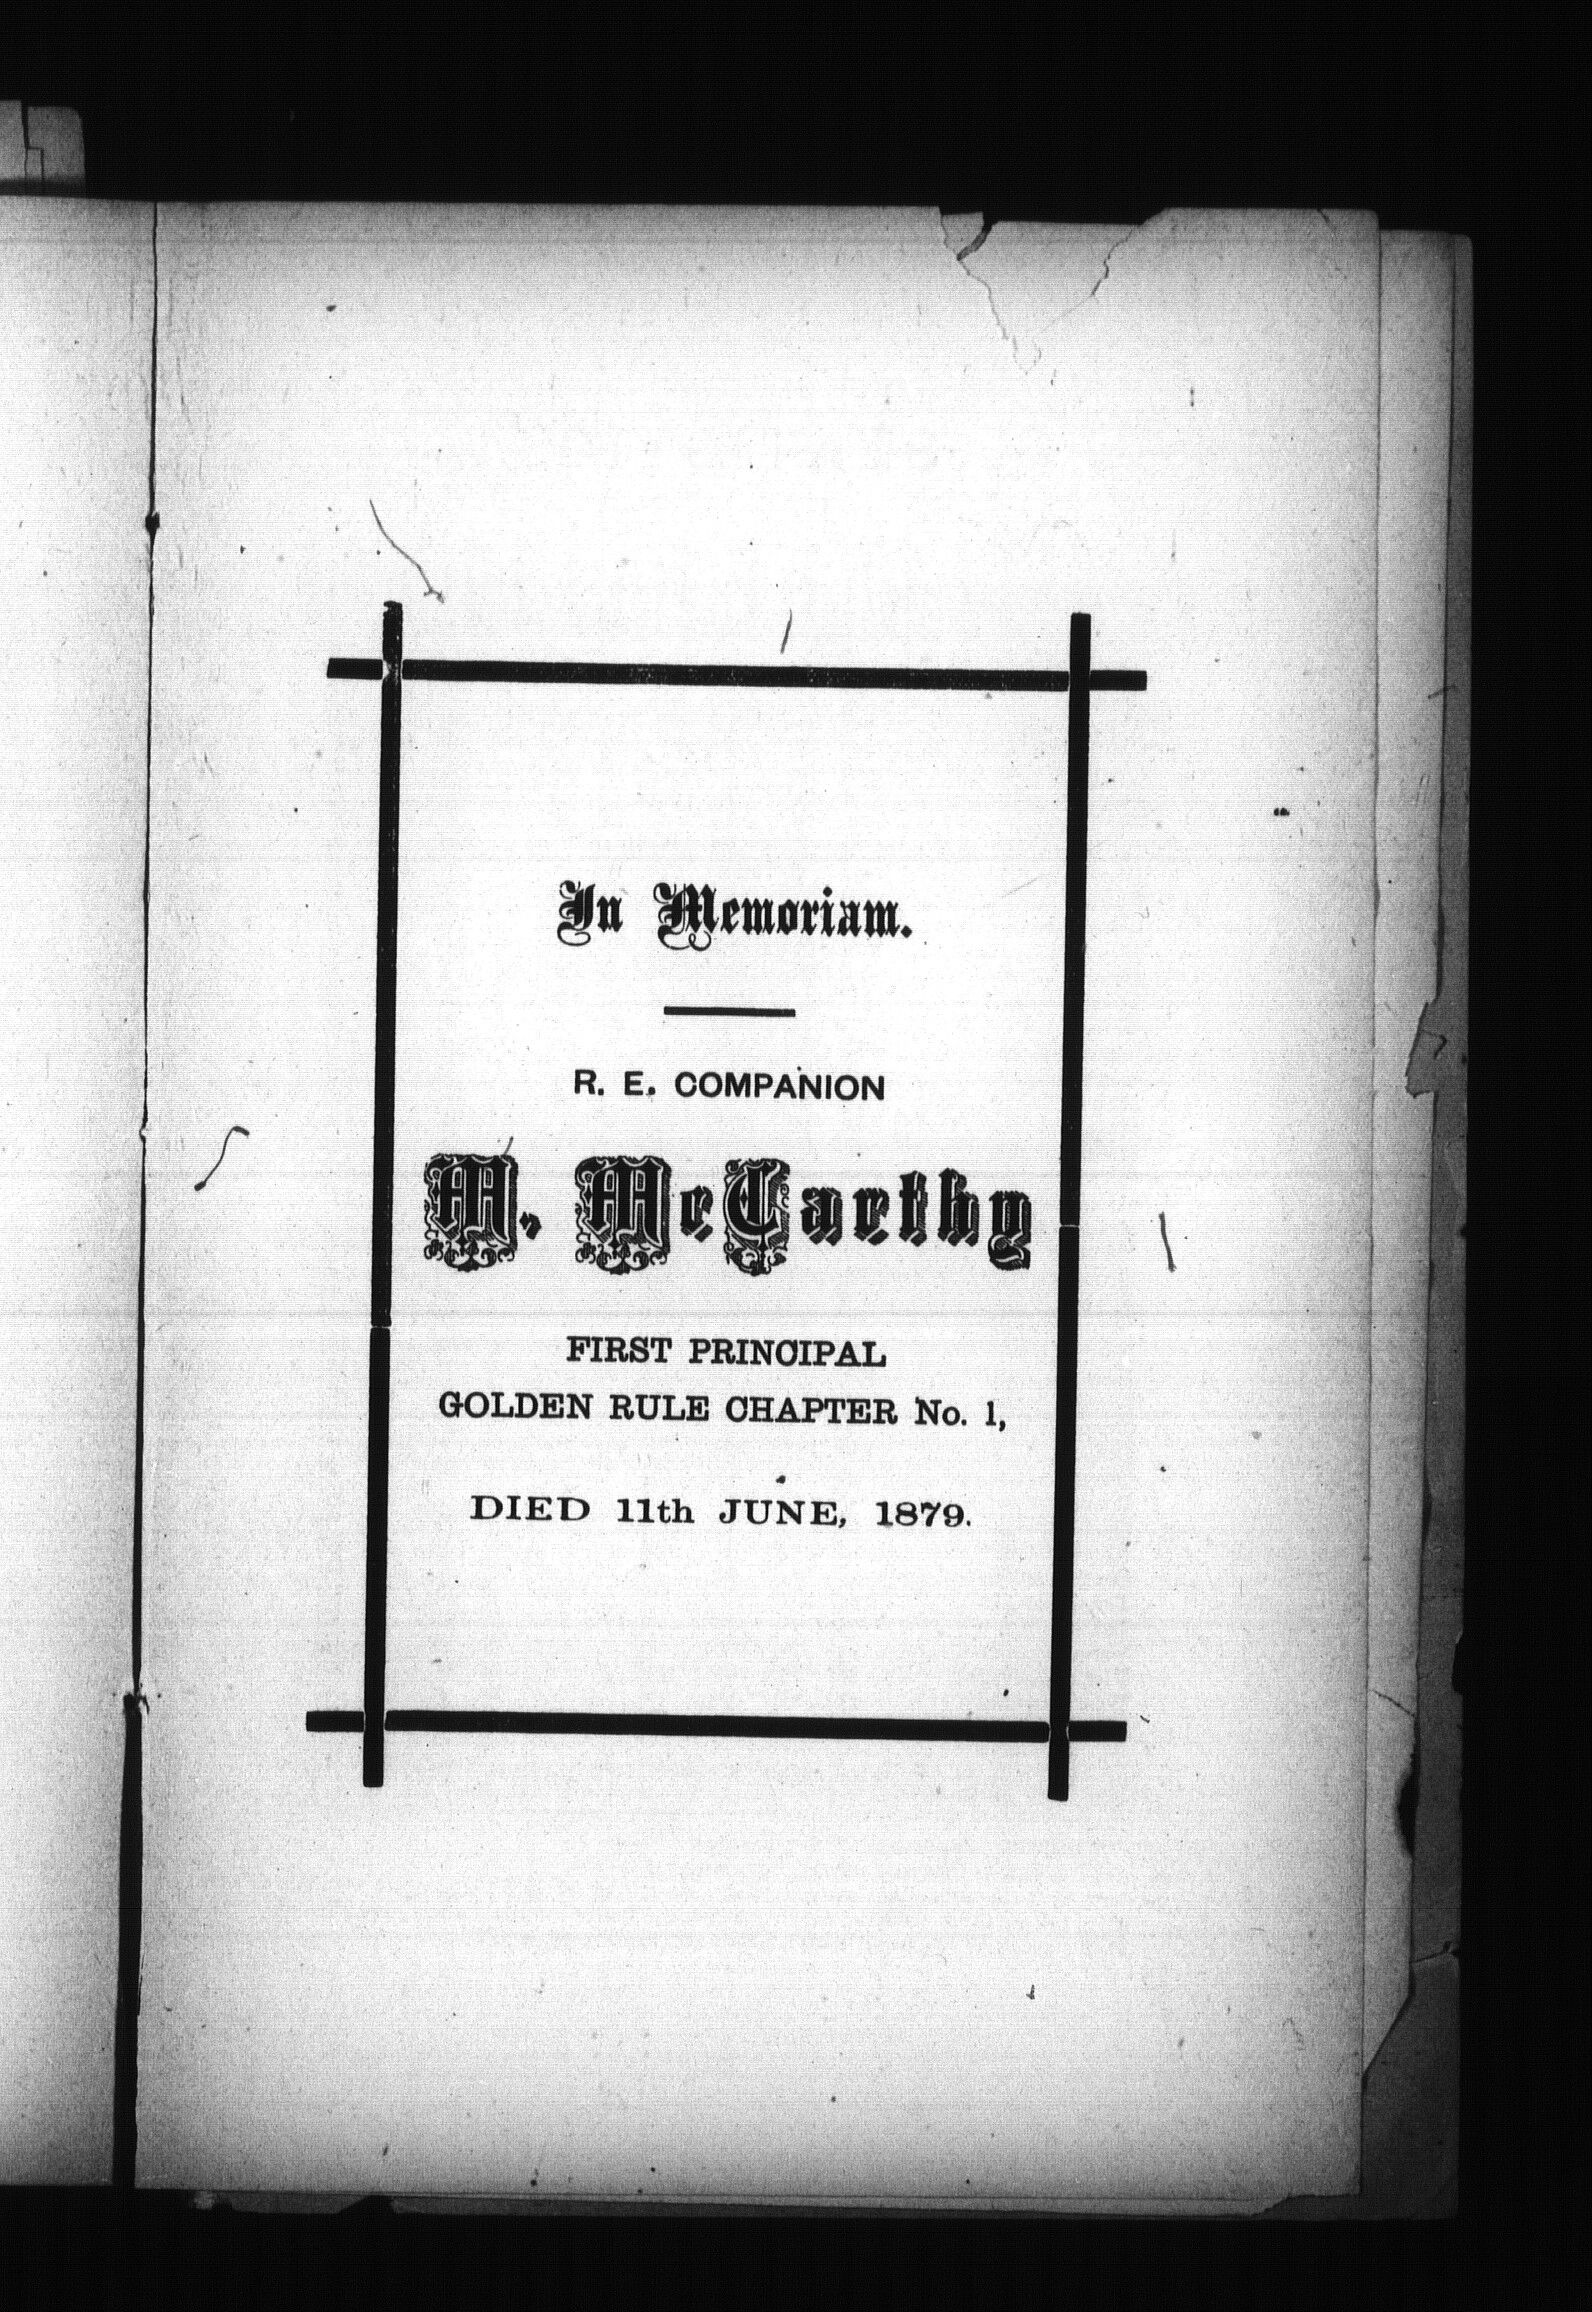 In Memoriam.
R. E. COMPANION
M. McCarthy
FIRST PRINCIPAL
GOLDEN RULE CHAPTER No. 1,
DIED 11th JUNE, 1879.